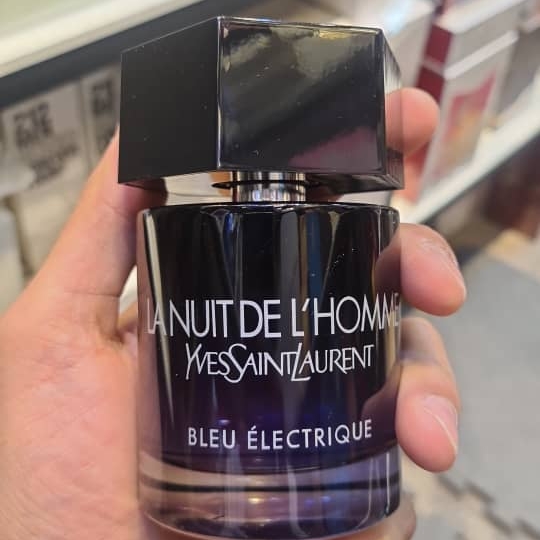 LA NUIT DE L'HOMME
YVESSAINTLAURENT
BLEU ÉLECTRIQUE